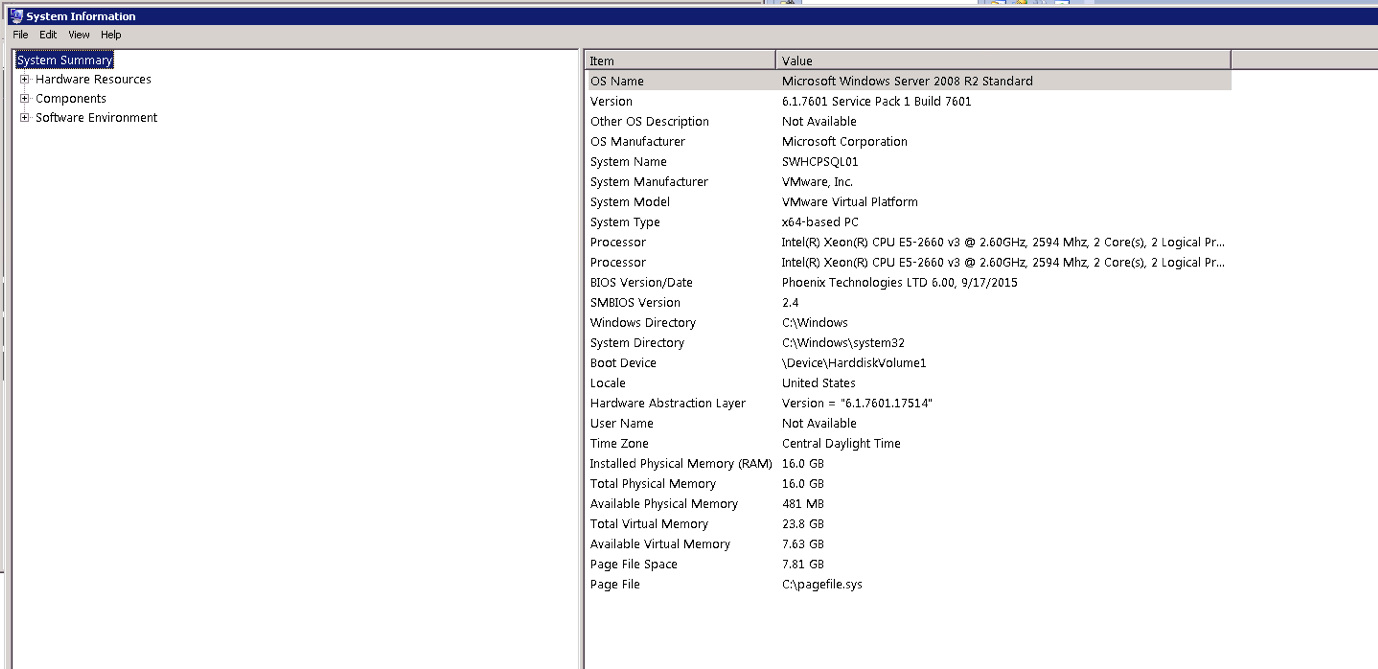 System Information
File Edit View Help
System Summary
Hardware Resources
Components
Software Environment
Item Value
OS Name Microsoft Windows Server 2008 R2 Standard
Version 6.1.7601 Service Pack 1 Build 7601
Other OS Description Not Available
OS Manufacturer Microsoft Corporation
System Name SWHCPSQL01
System Manufacturer VMware, Inc.
System Model VMware Virtual Platform
System Type x64-based PC
Processor Intel(R) Xeon(R) CPU E5-2660 v3 @ 2.60GHz, 2594 Mhz, 2 Core(s), 2 Logical Pr...
Processor Intel(R) Xeon(R) CPU E5-2660 v3 @ 2.60GHz, 2594 Mhz, 2 Core(s), 2 Logical Pr...
BIOS Version/Date Phoenix Technologies LTD 6.00, 9/17/2015
SMBIOS Version 2.4
Windows Directory C:\Windows
System Directory C:\Windows\system32
Boot Device \Device\HarddiskVolume1
Locale United States
Hardware Abstraction Layer Version = "6.1.7601.17514"
User Name Not Available
Time Zone Central Daylight Time
Installed Physical Memory (RAM) 16.0 GB
Total Physical Memory 16.0 GB
Available Physical Memory 481 MB
Total Virtual Memory 23.8 GB
Available Virtual Memory 7.63 GB
Page File Space 7.81 GB
Page File C:\pagefile.sys